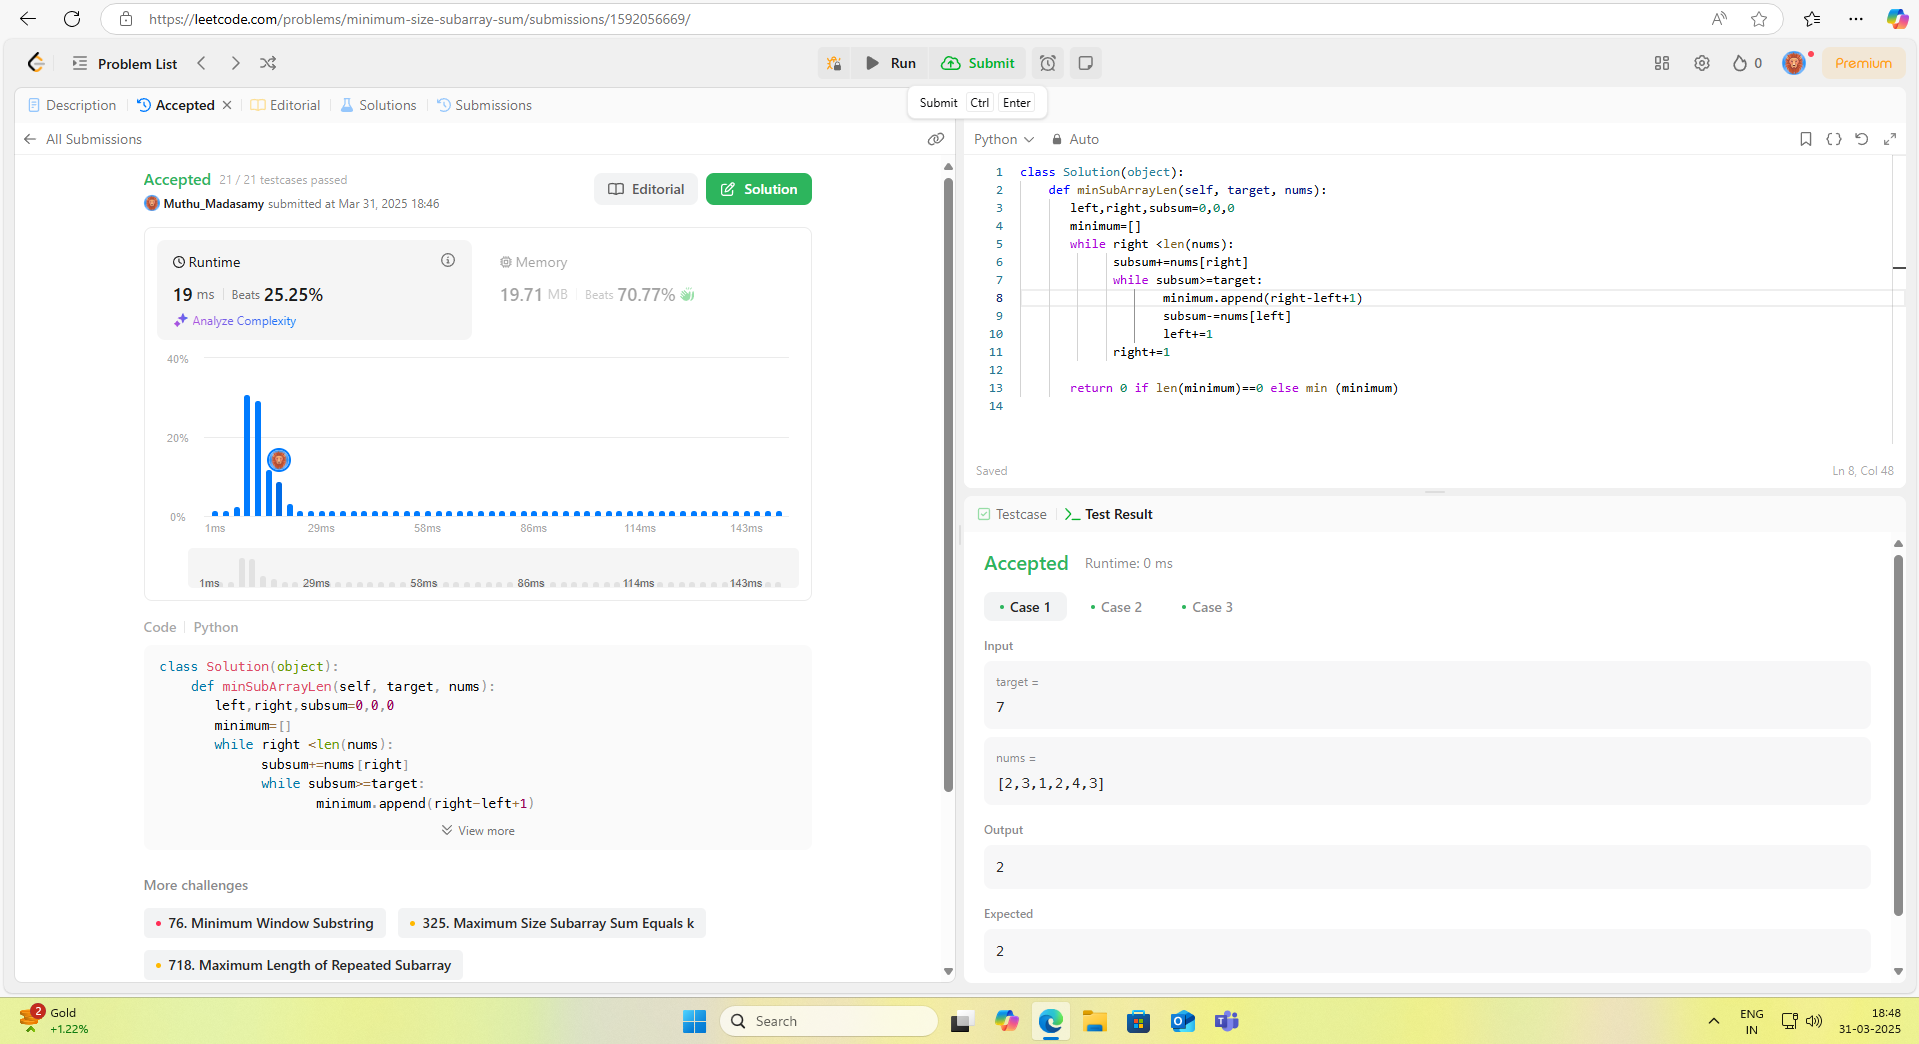 https://leetcode.com/problems/minimum-size-subarray-sum/submissions/1592056669/
Problem List
Run
Submit
0
Premium
Description
Accepted
Editorial
Solutions
Submissions
Submit Ctrl Enter
All Submissions
Accepted 21 / 21 testcases passed
Editorial
Solution
Muthu_Madasamy submitted at Mar 31, 2025 18:46
Runtime
19 ms Beats 25.25%
Analyze Complexity
Memory
19.71 MB Beats 70.77%
40%
20%
0%
1ms 29ms 58ms 86ms 114ms 143ms
1ms 29ms 58ms 86ms 114ms 143ms
Code Python
class Solution(object):
def minSubArrayLen(self, target, nums):
left,right,subsum=0,0,0
minimum=[]
while right <len(nums):
subsum+=nums[right]
while subsum>=target:
minimum.append(right-left+1)
View more
More challenges
76. Minimum Window Substring
325. Maximum Size Subarray Sum Equals k
718. Maximum Length of Repeated Subarray
Python
Auto
1 class Solution(object):
2 def minSubArrayLen(self, target, nums):
3 left,right,subsum=0,0,0
4 minimum=[]
5 while right <len(nums):
6 subsum+=nums[right]
7 while subsum>=target:
8 minimum.append(right-left+1)
9 subsum-=nums[left]
10 left+=1
11 right+=1
12
13 return 0 if len(minimum)==0 else min (minimum)
14
Saved
Ln 8, Col 48
Testcase
Test Result
Accepted Runtime: 0 ms
Case 1
Case 2
Case 3
Input
target =
7
nums =
[2,3,1,2,4,3]
Output
2
Expected
2
2
Gold
+1.22%
Search
ENG
IN
18:48
31-03-2025